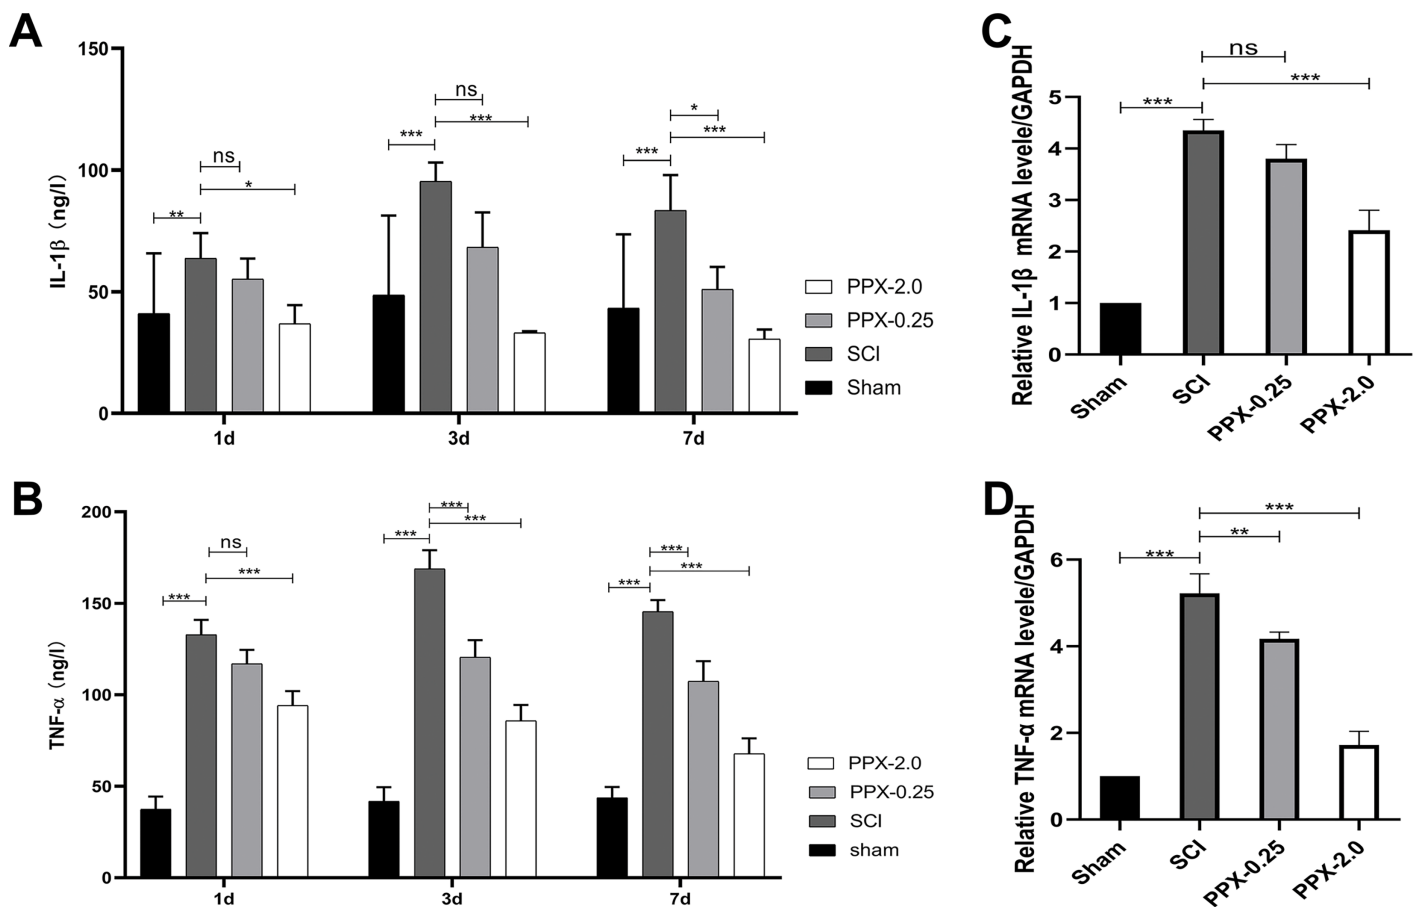 A
IL-1β (ng/l)
150
100
50
0
ns
*
**
ns
***
***
*
***
***
1d
3d
7d
PPX-2.0
PPX-0.25
SCI
Sham
B
TNF-α (ng/l)
200
150
100
50
0
ns
***
***
***
***
***
***
***
***
1d
3d
7d
PPX-2.0
PPX-0.25
SCI
sham
C
Relative IL-1β mRNA levele/GAPDH
5
4
3
2
1
0
ns
***
***
Sham
SCI
PPX-0.25
PPX-2.0
D
Relative TNF-α mRNA levele/GAPDH
6
4
2
0
***
**
***
Sham
SCI
PPX-0.25
PPX-2.0